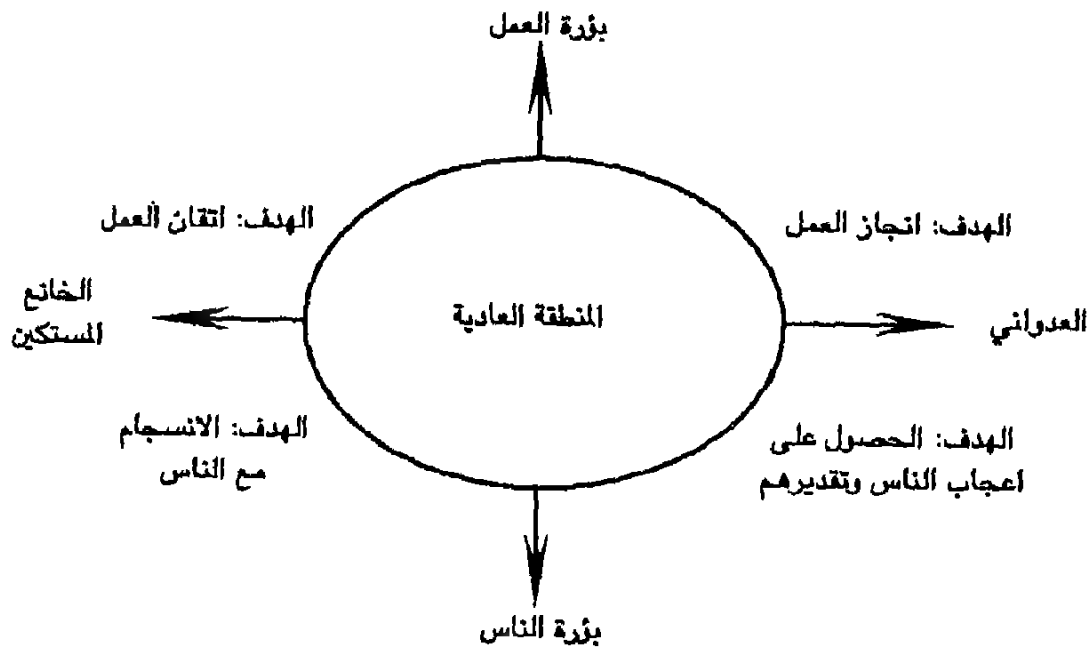 بؤرة العمل
الهدف: انجاز العمل
الهدف: اتقان العمل
العدواني
المنطقة العادية
الخانع
المستكين
الهدف: الحصول على
اعجاب الناس وتقديرهم
الهدف: الانسجام
مع الناس
بؤرة الناس